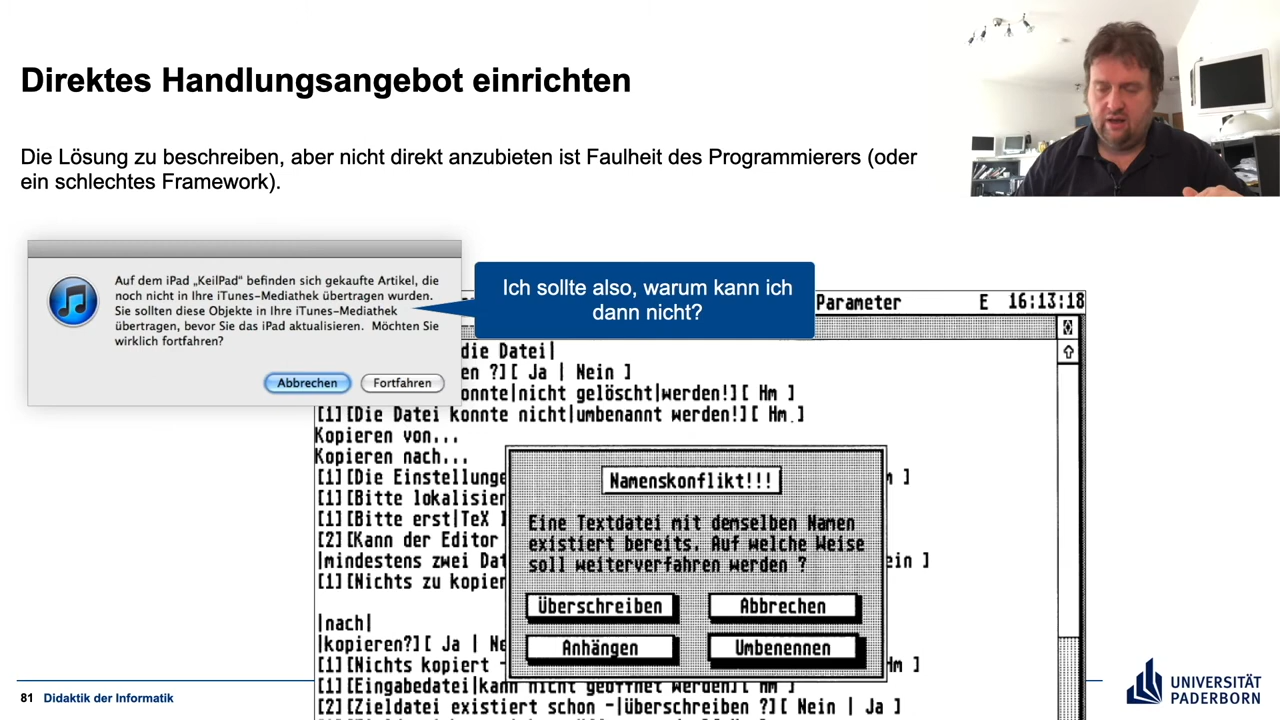 Direktes Handlungsangebot einrichten
Die Lösung zu beschreiben, aber nicht direkt anzubieten ist Faulheit des Programmierers (oder
ein schlechtes Framework).
Auf dem iPad „KeilPad“ befinden sich gekaufte Artikel, die
noch nicht in Ihre iTunes-Mediathek übertragen wurden.
Sie sollten diese Objekte in Ihre iTunes-Mediathek
übertragen, bevor Sie das iPad aktualisieren. Möchten Sie
wirklich fortfahren?
Abbrechen
Fortfahren
Ich sollte also, warum kann ich
dann nicht?
Parameter E 16:13:18
die Datei|
en ?][ Ja | Nein ]
onnte|nicht gelöscht|werden!][ Hm ]
[1][Die Datei konnte nicht|umbenannt werden!][ Hm ]
Kopieren von...
Kopieren nach...
[1][Die Einstellunge
[1][Bitte lokalisier
[1][Bitte erst|TeX
[2][Kann der Editor
|mindestens zwei Dat
ein ]
[1][Nichts zu kopier
|nach|
|kopieren?][ Ja | Ne
[1][Nichts kopiert -
Hm ]
[1][Eingabedatei|kann nicht geöffnet werden][ Hm ]
[2][Zieldatei existiert schon -|überschreiben ?][ Nein | Ja ]
Namenskonflikt!!!
Eine Textdatei mit demselben Namen
existiert bereits. Auf welche Weise
soll weiterverfahren werden ?
Überschreiben
Abbrechen
Anhängen
Umbenennen
81 Didaktik der Informatik
UNIVERSITÄT
PADERBORN